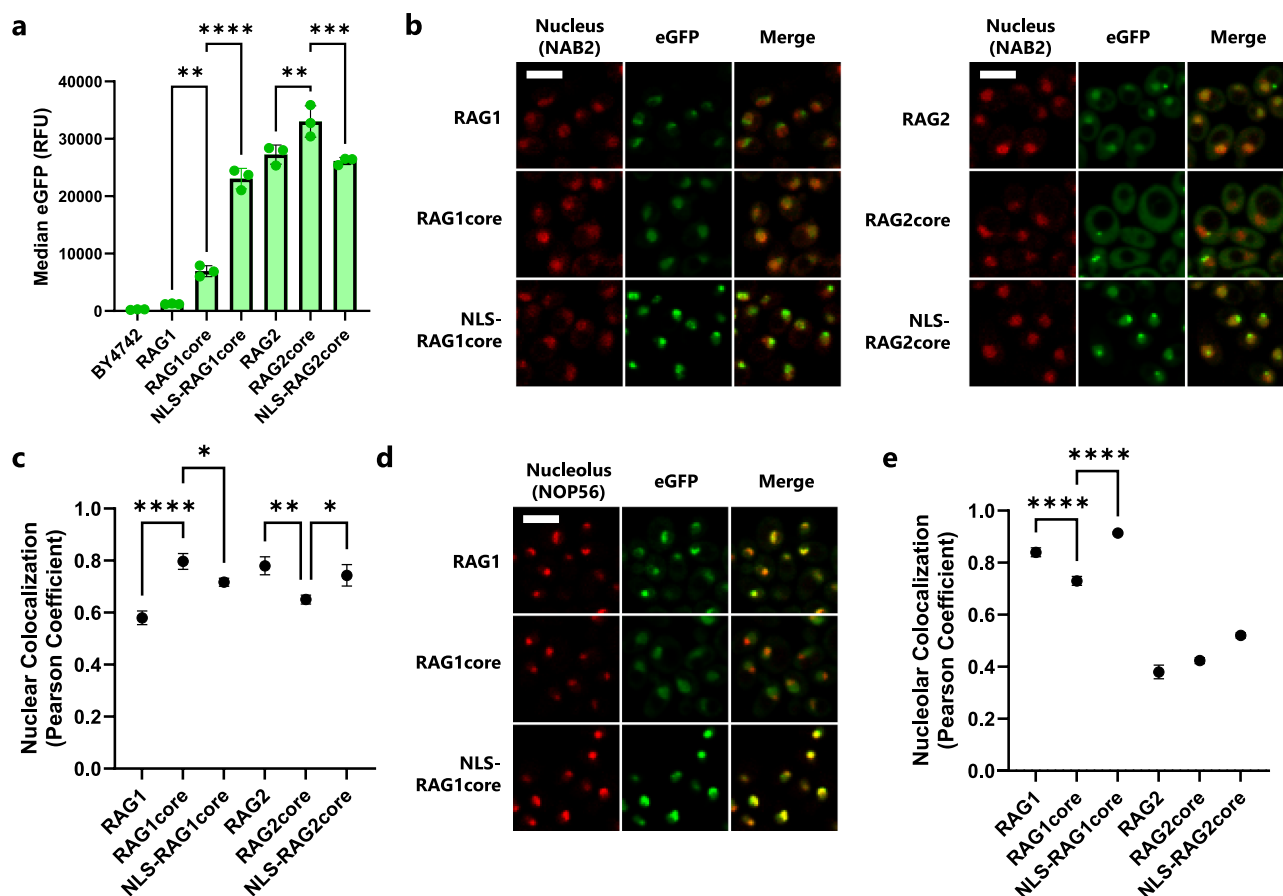 a
**** ***
** **
Median eGFP (RFU)
40000
30000
20000
10000
0
BY4742
RAG1
RAG1core
NLS-RAG1core
RAG2
RAG2core
NLS-RAG2core
b
Nucleus
(NAB2)
eGFP
Merge
RAG1
RAG1core
NLS-
RAG1core
Nucleus
(NAB2)
eGFP
Merge
RAG2
RAG2core
NLS-
RAG2core
c
*
**** ** *
Nuclear Colocalization
(Pearson Coefficient)
1.0
0.8
0.6
0.4
0.2
0.0
RAG1
RAG1core
NLS-RAG1core
RAG2
RAG2core
NLS-RAG2core
d
Nucleolus
(NOP56)
eGFP
Merge
RAG1
RAG1core
NLS-
RAG1core
e
****
****
Nucleolar Colocalization
(Pearson Coefficient)
1.0
0.8
0.6
0.4
0.2
0.0
RAG1
RAG1core
NLS-RAG1core
RAG2
RAG2core
NLS-RAG2core